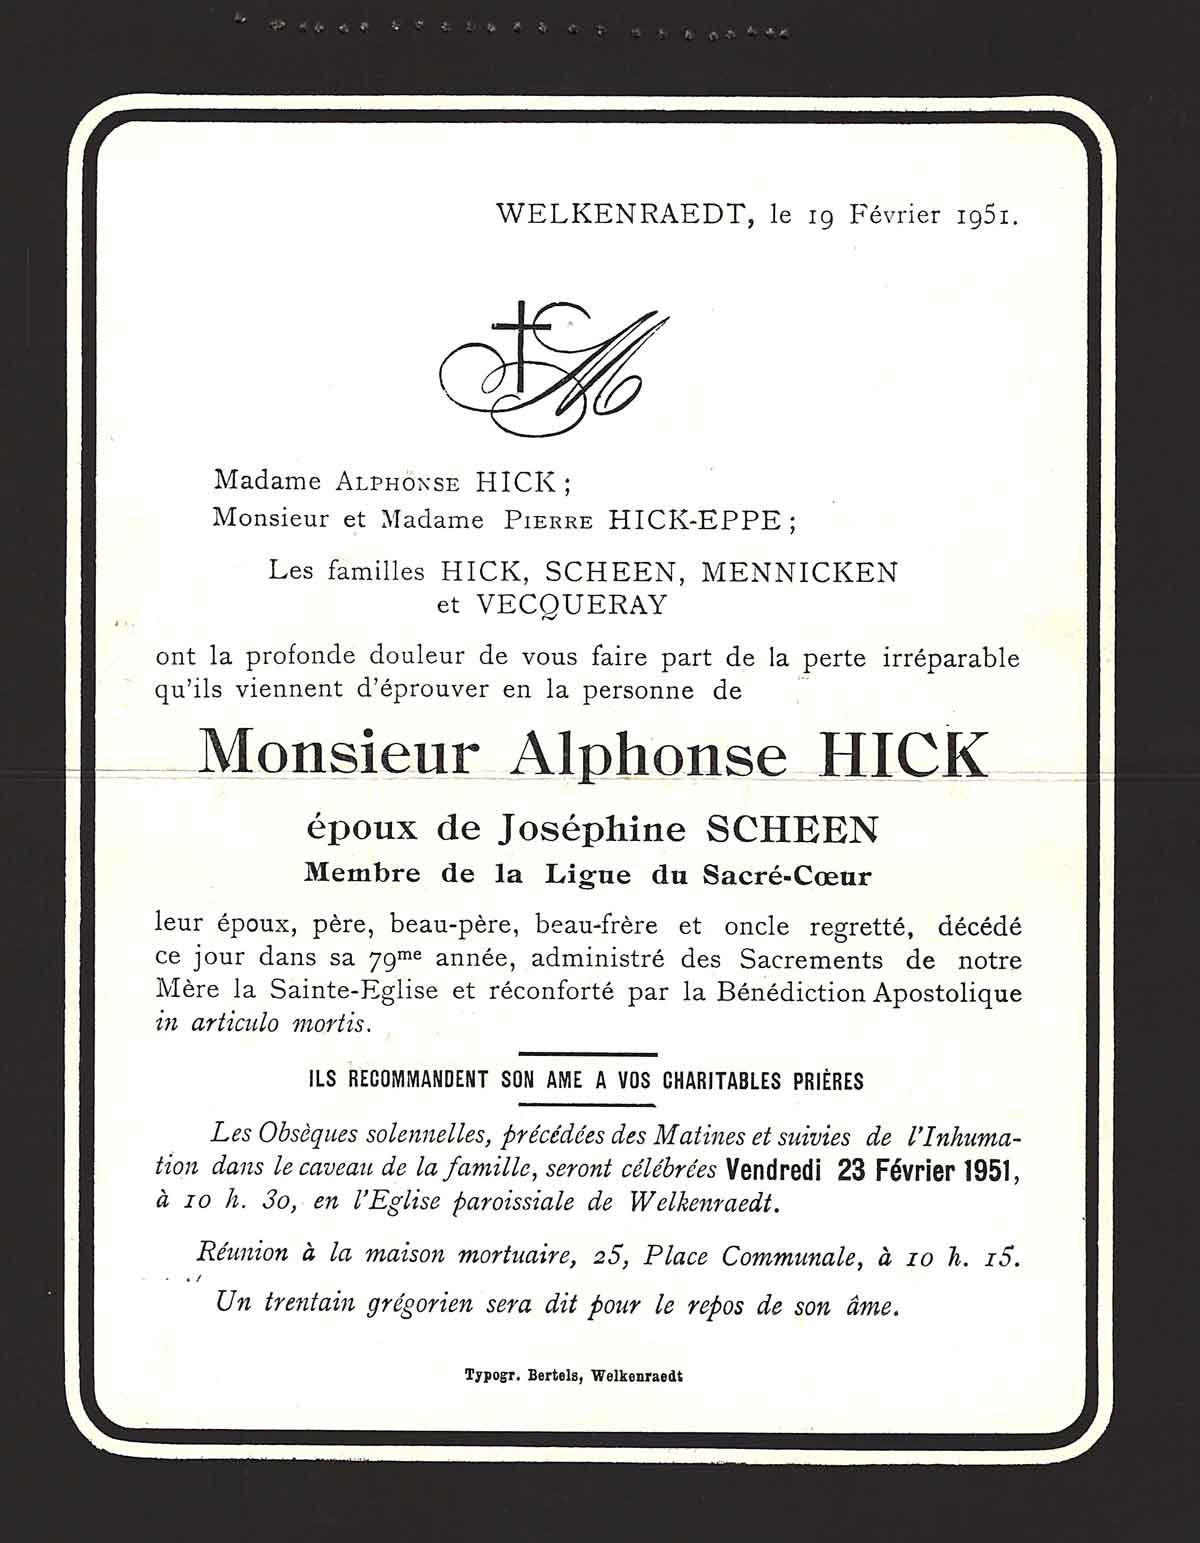 WELKENRAEDT, le 19 Février 1951.
M
Madame ALPHONSE HICK ;
Monsieur et Madame PIERRE HICK-EPPE ;
Les familles HICK, SCHEEN, MENNICKEN
et VECQUERAY
ont la profonde douleur de vous faire part de la perte irréparable
qu'ils viennent d'éprouver en la personne de
Monsieur Alphonse HICK
époux de Joséphine SCHEEN
Membre de la Ligue du Sacré-Cœur
leur époux, père, beau-père, beau-frère et oncle regretté, décédé
ce jour dans sa 79me année, administré des Sacrements de notre
Mère la Sainte-Eglise et réconforté par la Bénédiction Apostolique
in articulo mortis.
ILS RECOMMANDENT SON AME A VOS CHARITABLES PRIÈRES
Les Obsèques solennelles, précédées des Matines et suivies de l'Inhuma-
tion dans le caveau de la famille, seront célébrées Vendredi 23 Février 1951,
à 10 h. 30, en l'Eglise paroissiale de Welkenraedt.
Réunion à la maison mortuaire, 25, Place Communale, à 10 h. 15.
Un trentain grégorien sera dit pour le repos de son âme.
Typogr. Bertels, Welkenraedt